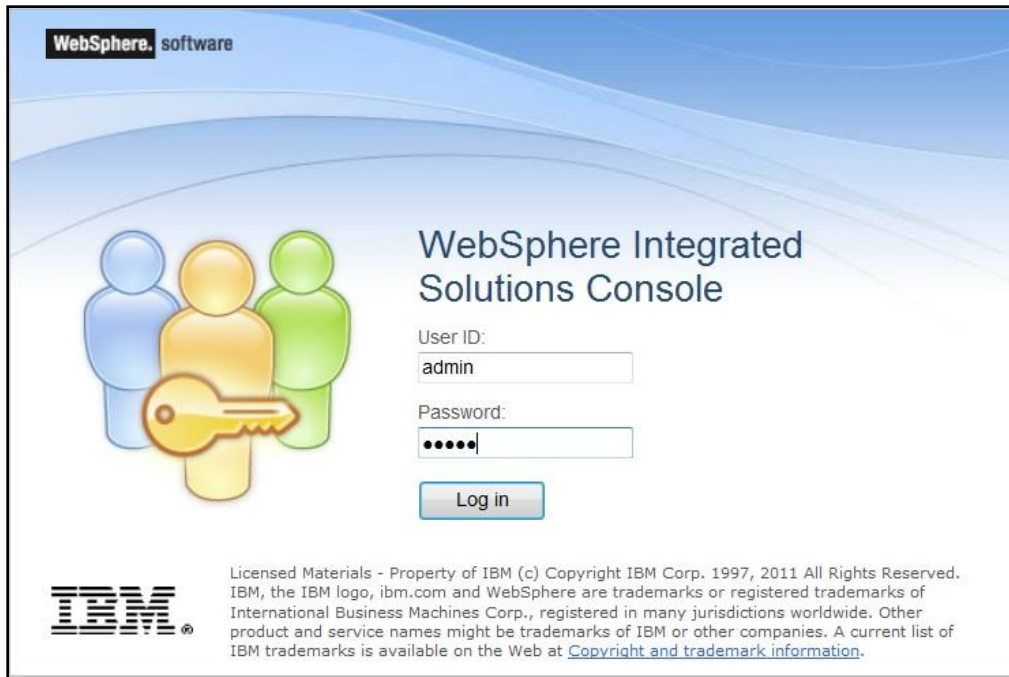 WebSphere. software
WebSphere Integrated
Solutions Console
User ID:
admin
Password:
•••••
Log in
Licensed Materials - Property of IBM (c) Copyright IBM Corp. 1997, 2011 All Rights Reserved.
IBM, the IBM logo, ibm.com and WebSphere are trademarks or registered trademarks of
International Business Machines Corp., registered in many jurisdictions worldwide. Other
product and service names might be trademarks of IBM or other companies. A current list of
IBM trademarks is available on the Web at Copyright and trademark information.
IBM®